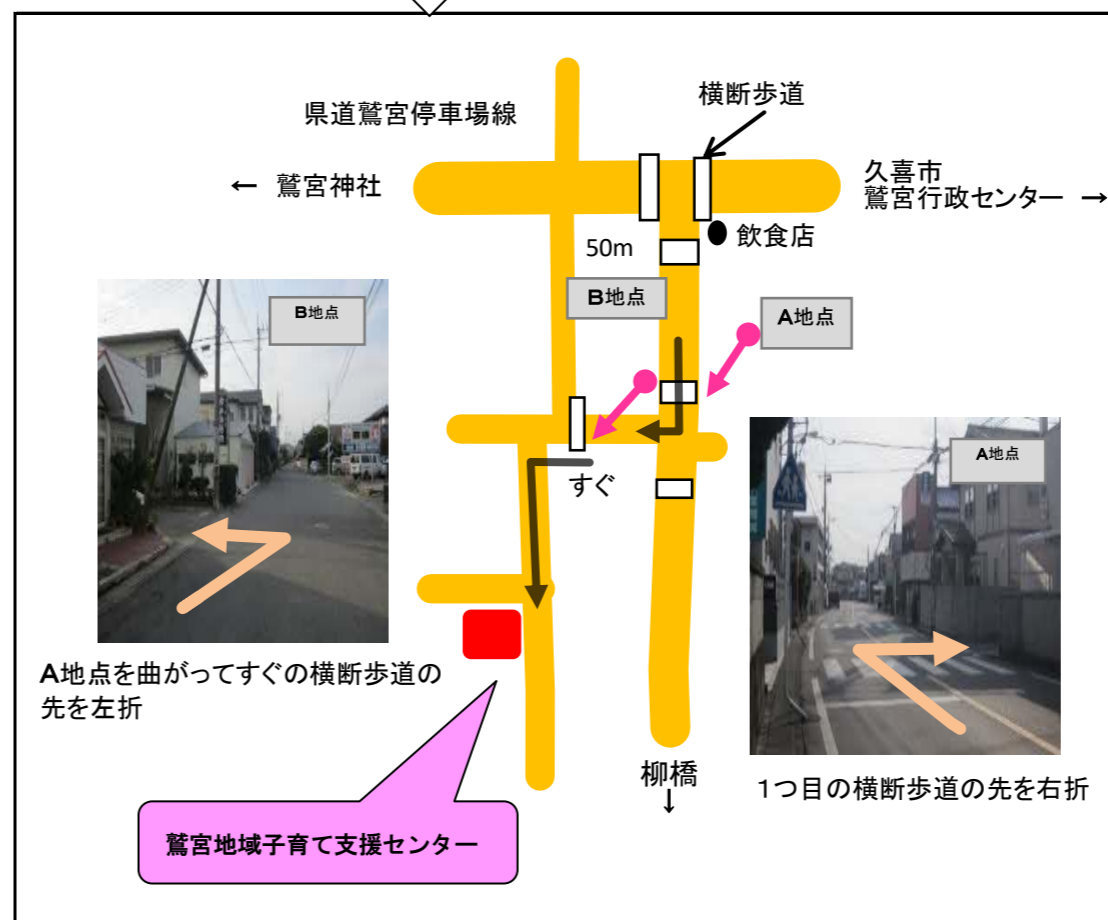 横断歩道
県道鷲宮停車場線
← 鷲宮神社
久喜市
鷲宮行政センター →
飲食店
50m
B地点
A地点
B地点
すぐ
A地点
A地点を曲がってすぐの横断歩道の
先を左折
柳橋
↓
1つ目の横断歩道の先を右折
鷲宮地域子育て支援センター